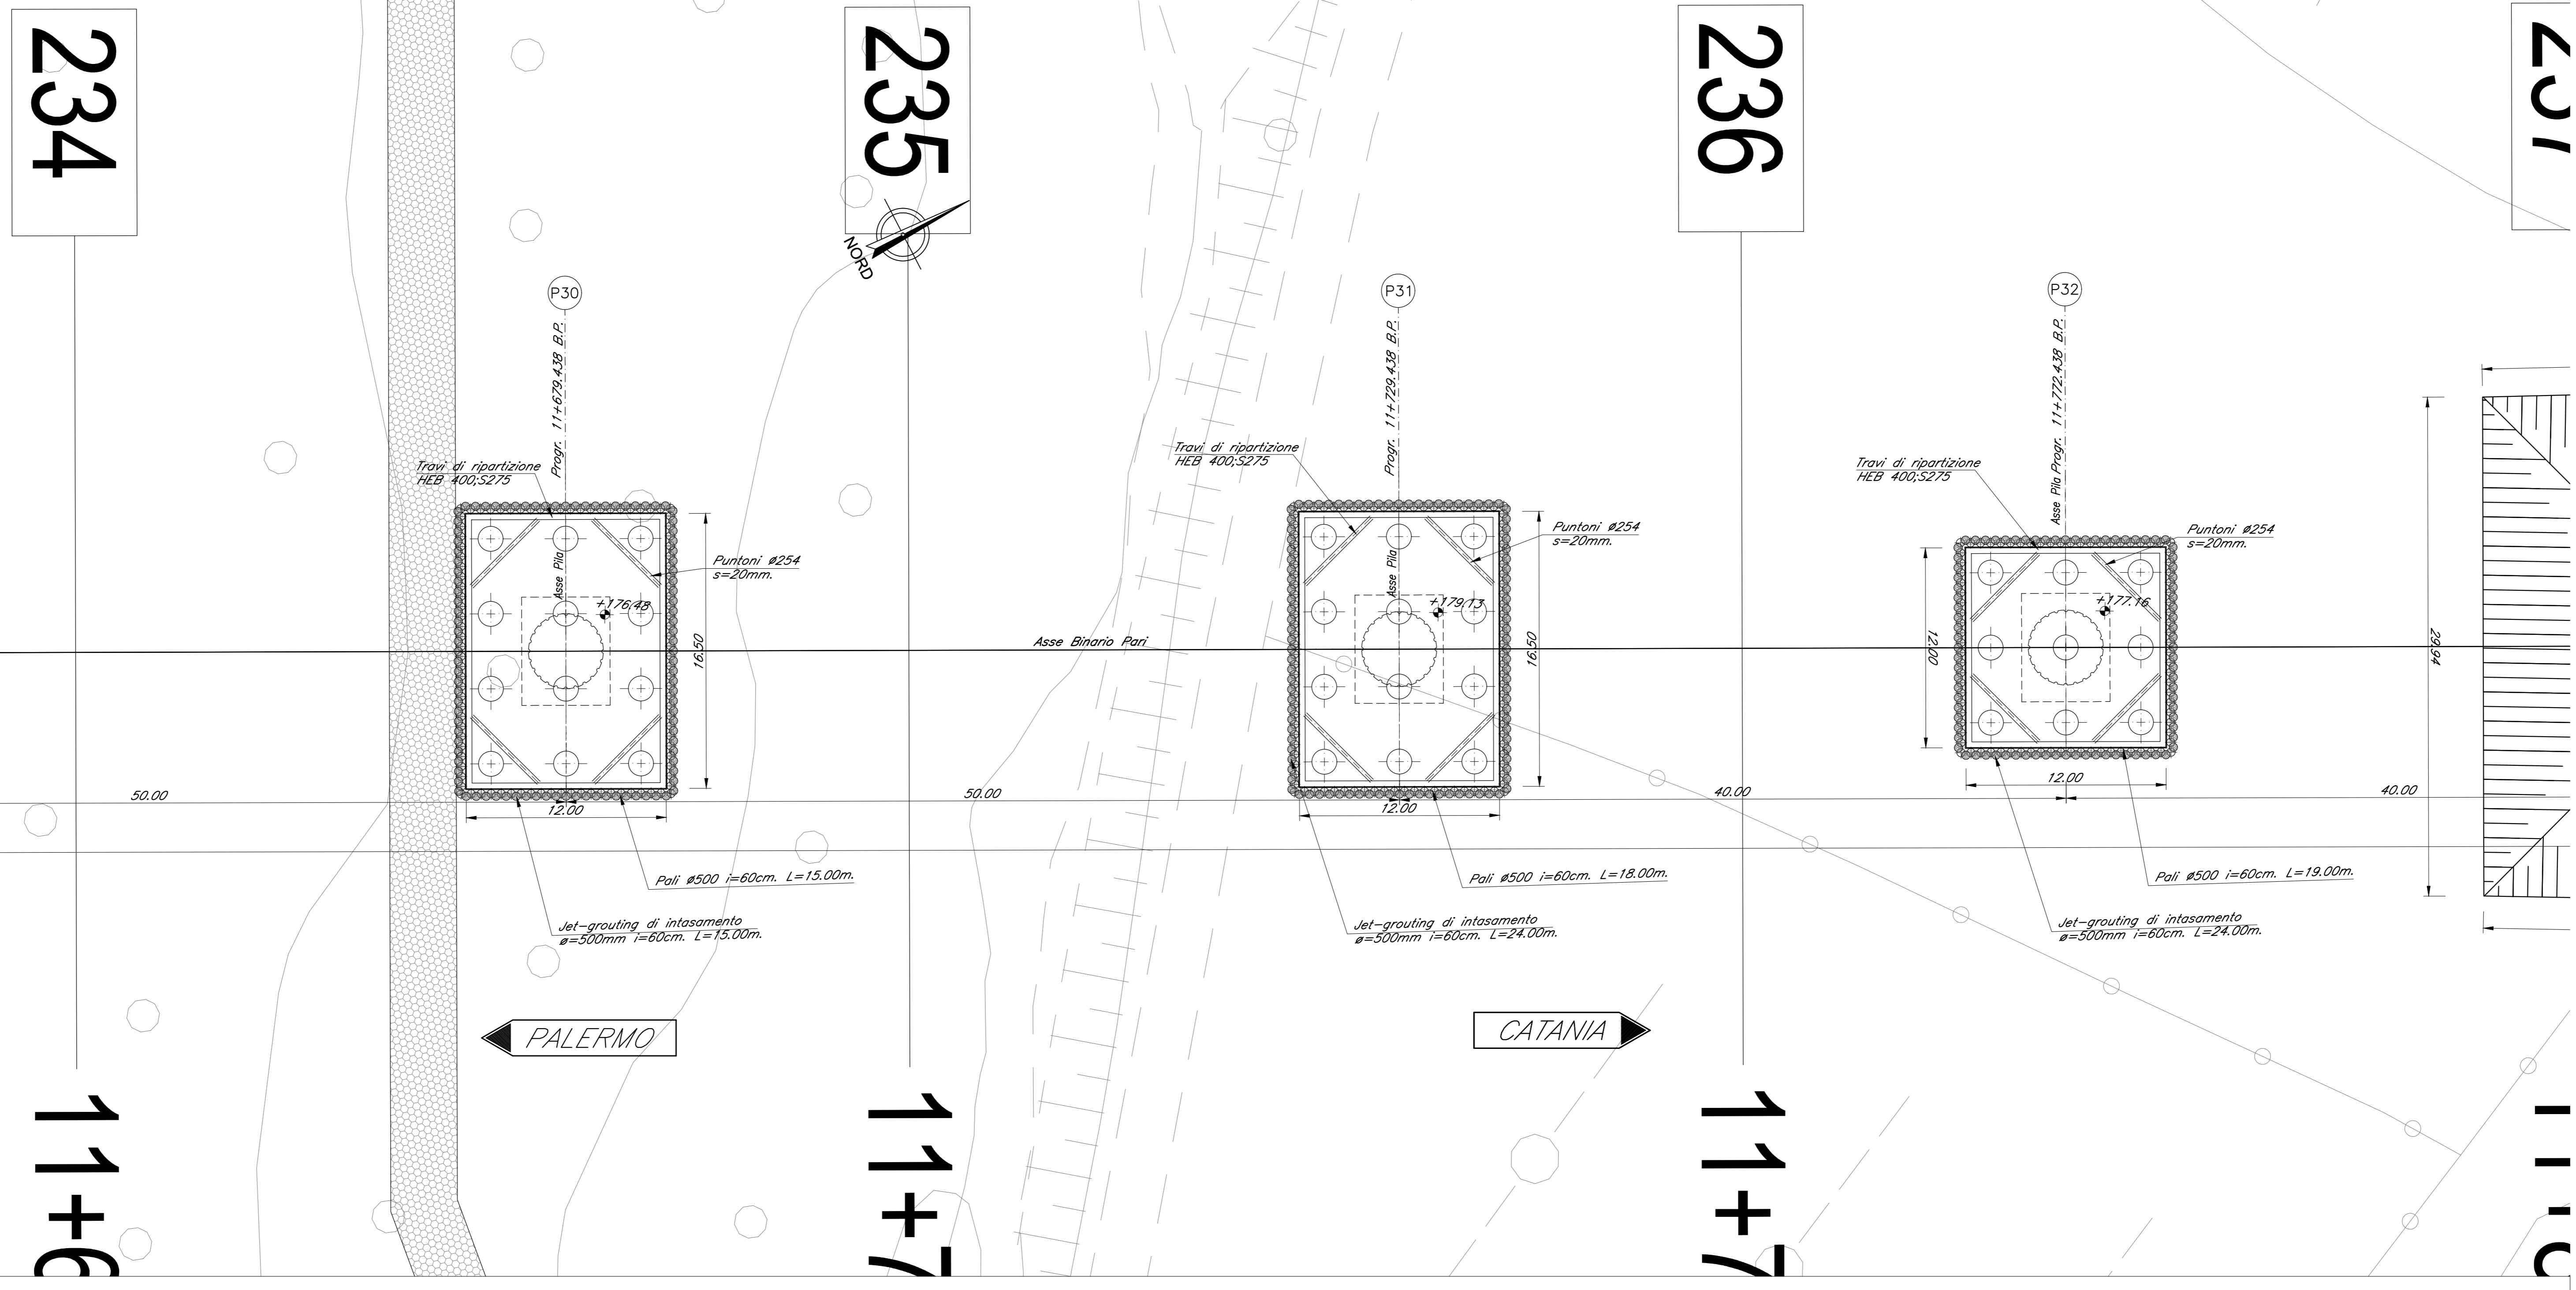 234
235
236
NORD
P30
P31
P32
Progr. 11+679.438 B.P.
Progr. 11+729.438 B.P.
Asse Pila Progr. 11+772.438 B.P.
Travi di ripartizione
HEB 400;S275
Travi di ripartizione
HEB 400;S275
Travi di ripartizione
HEB 400;S275
Puntoni ø254
s=20mm.
Puntoni ø254
s=20mm.
Puntoni ø254
s=20mm.
Asse Pila
Asse Pila
+176.48
+179.13
+177.16
16.50
16.50
12.00
29.94
Asse Binario Pari
50.00
50.00
40.00
40.00
12.00
12.00
12.00
Pali ø500 i=60cm. L=15.00m.
Pali ø500 i=60cm. L=18.00m.
Pali ø500 i=60cm. L=19.00m.
Jet-grouting di intasamento
ø=500mm i=60cm. L=15.00m.
Jet-grouting di intasamento
ø=500mm i=60cm. L=24.00m.
Jet-grouting di intasamento
ø=500mm i=60cm. L=24.00m.
PALERMO
CATANIA
11+6
11+7
11+7